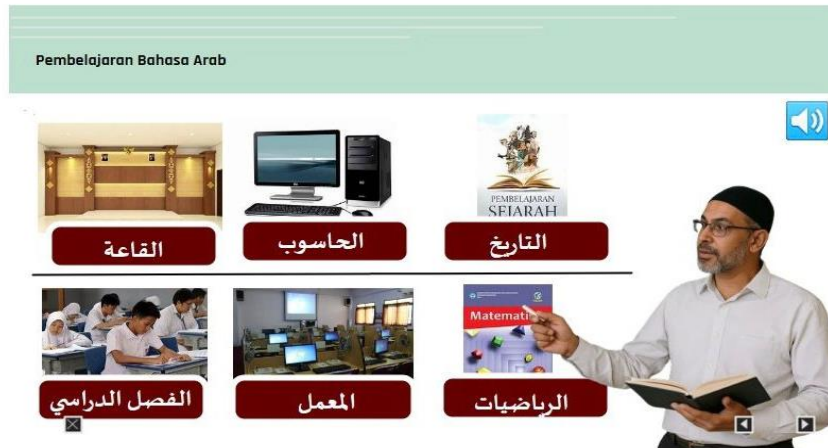 Pembelajaran Bahasa Arab
PEMBELAJARAN
SEJARAH
التاريخ
الحاسوب
القاعة
Matemati
الرياضيات
المعمل
الفصل الدراسي